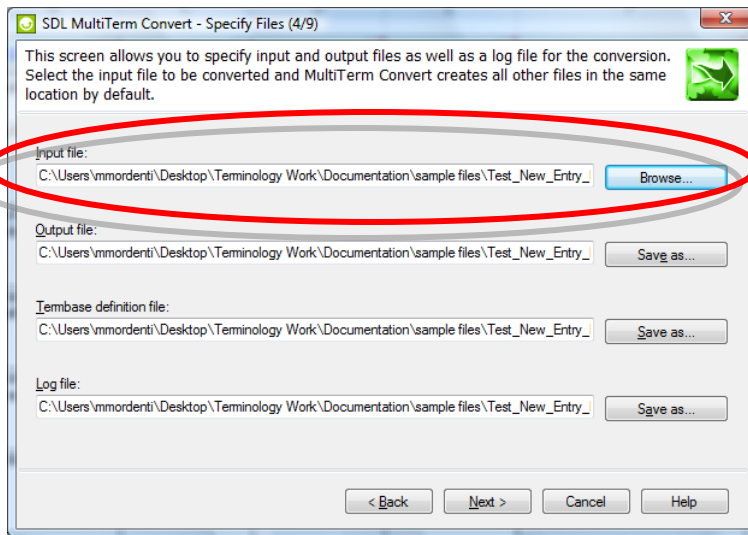 SDL MultiTerm Convert - Specify Files (4/9)
This screen allows you to specify input and output files as well as a log file for the conversion.
Select the input file to be converted and MultiTerm Convert creates all other files in the same
location by default.
Input file:
C:\Users\mmordenti\Desktop\Terminology Work\Documentation\sample files\Test_New_Entry_ Browse...
Output file:
C:\Users\mmordenti\Desktop\Terminology Work\Documentation\sample files\Test_New_Entry_ Save as...
Termbase definition file:
C:\Users\mmordenti\Desktop\Terminology Work\Documentation\sample files\Test_New_Entry_ Save as...
Log file:
C:\Users\mmordenti\Desktop\Terminology Work\Documentation\sample files\Test_New_Entry_ Save as...
< Back Next > Cancel Help